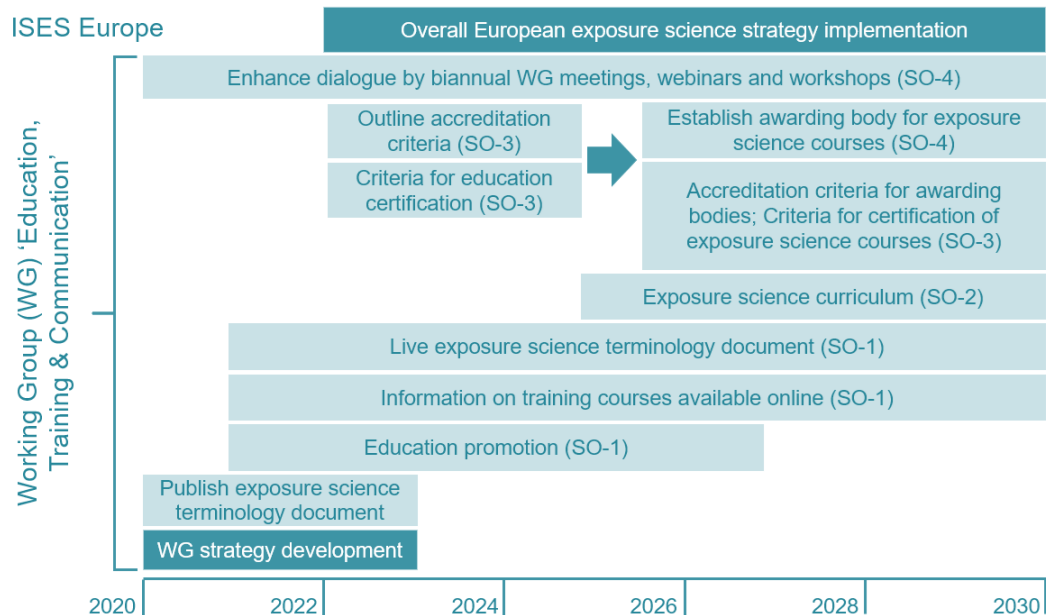 ISES Europe
Overall European exposure science strategy implementation
Working Group (WG) ‘Education,
Training & Communication’
Enhance dialogue by biannual WG meetings, webinars and workshops (SO-4)
Outline accreditation
criteria (SO-3)
Establish awarding body for exposure
science courses (SO-4)
Criteria for education
certification (SO-3)
Accreditation criteria for awarding
bodies; Criteria for certification of
exposure science courses (SO-3)
Exposure science curriculum (SO-2)
Live exposure science terminology document (SO-1)
Information on training courses available online (SO-1)
Education promotion (SO-1)
Publish exposure science
terminology document
WG strategy development
2020 2022 2024 2026 2028 2030